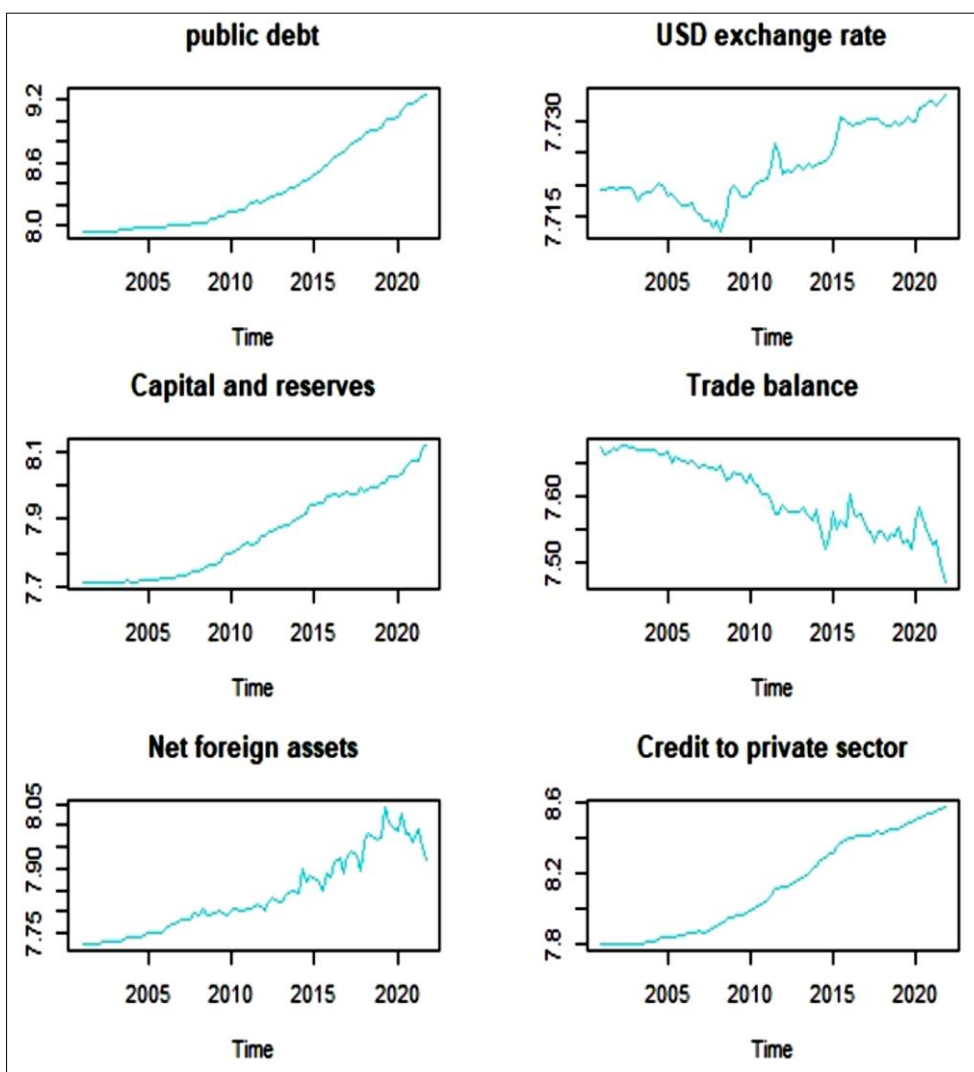 public debt
9.2
8.6
8.0
2005 2010 2015 2020
Time
USD exchange rate
7.730
7.715
2005 2010 2015 2020
Time
Capital and reserves
8.1
7.9
7.7
2005 2010 2015 2020
Time
Trade balance
7.60
7.50
2005 2010 2015 2020
Time
Net foreign assets
8.05
7.90
7.75
2005 2010 2015 2020
Time
Credit to private sector
8.6
8.2
7.8
2005 2010 2015 2020
Time